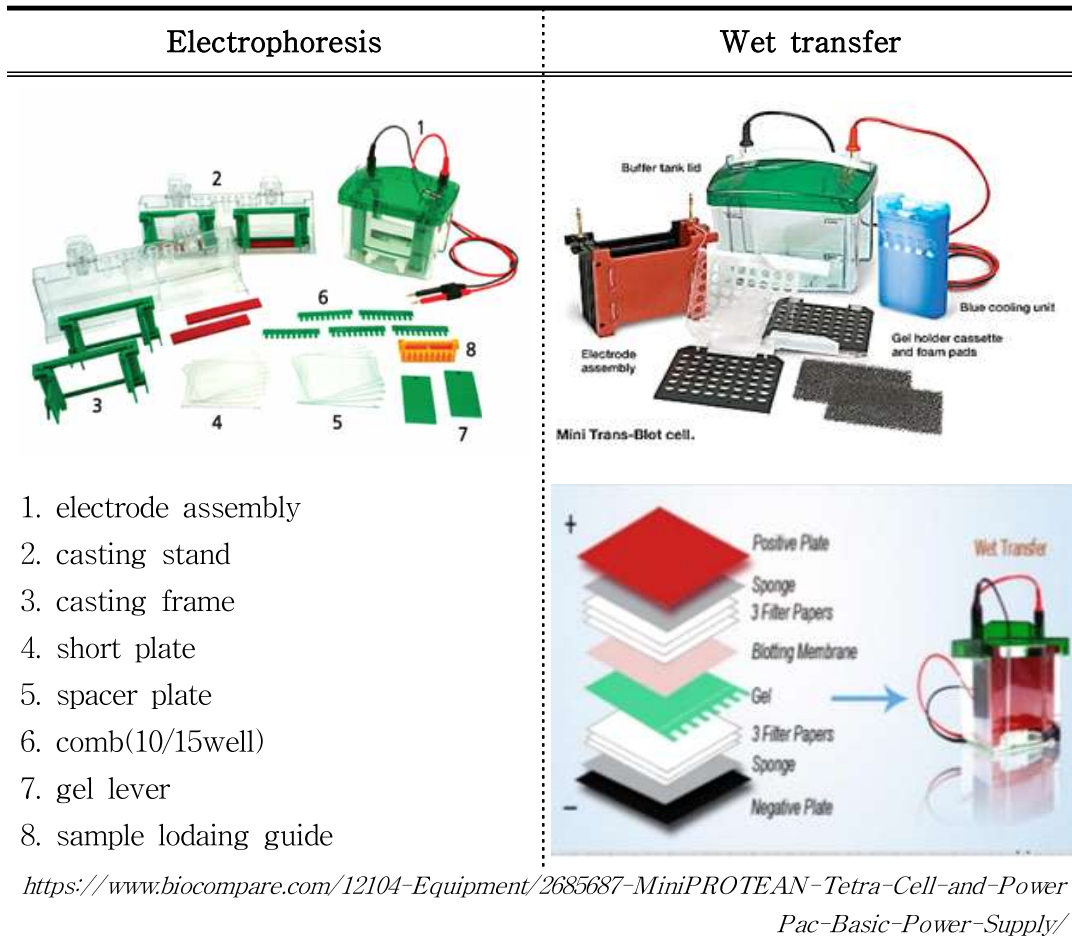 Electrophoresis
Wet transfer
1
2
3
4
5
6
7
8
Buffer tank lid
Electrode
assembly
Blue cooling unit
Gel holder cassette
and foam pads
Mini Trans-Blot cell.
1. electrode assembly
2. casting stand
3. casting frame
4. short plate
5. spacer plate
6. comb(10/15well)
7. gel lever
8. sample lodaing guide
+
Positive Plate
Sponge
3 Filter Papers
Blotting Membrane
Gel
3 Filter Papers
Sponge
Negative Plate
−
Wet Transfer
https://www.biocompare.com/12104-Equipment/2685687-MiniPROTEAN-Tetra-Cell-and-Power
Pac-Basic-Power-Supply/